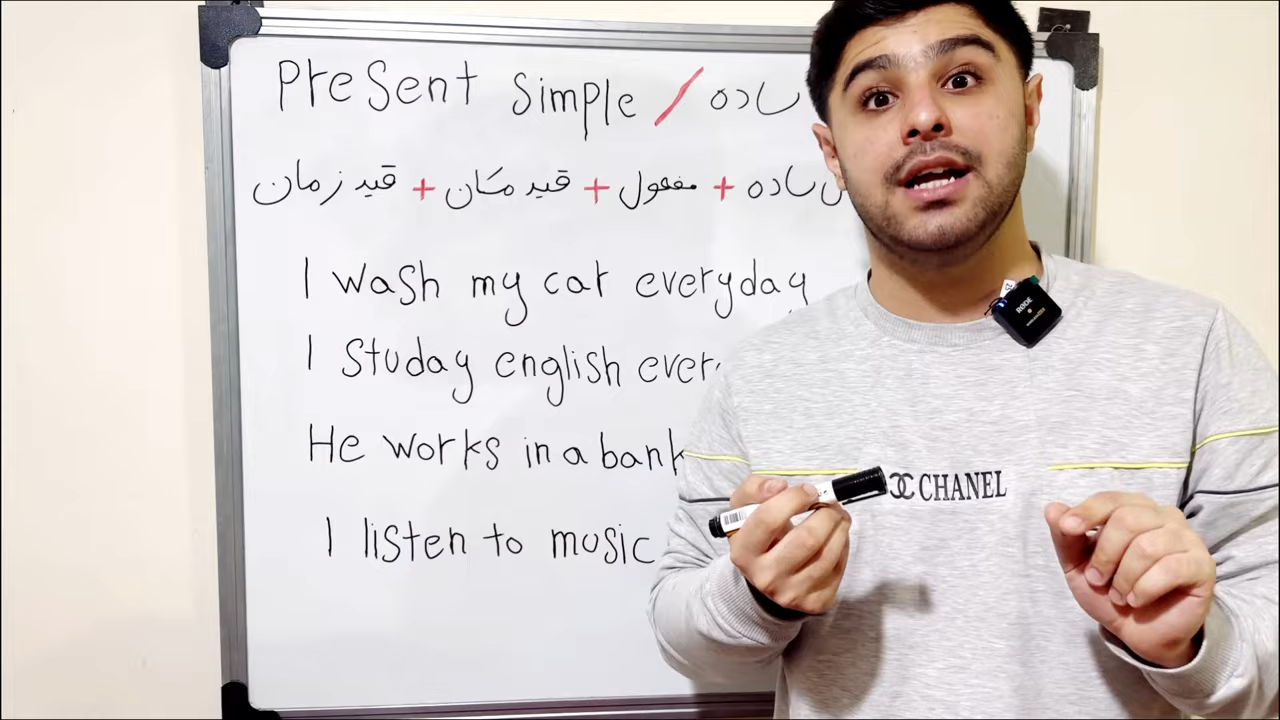 Present Simple / ساده
ساده + مفعول + قید مکان + قید زمان
I wash my cat everyday
I Studay english
He works in a bank
I listen to music
RØDE
CHANEL